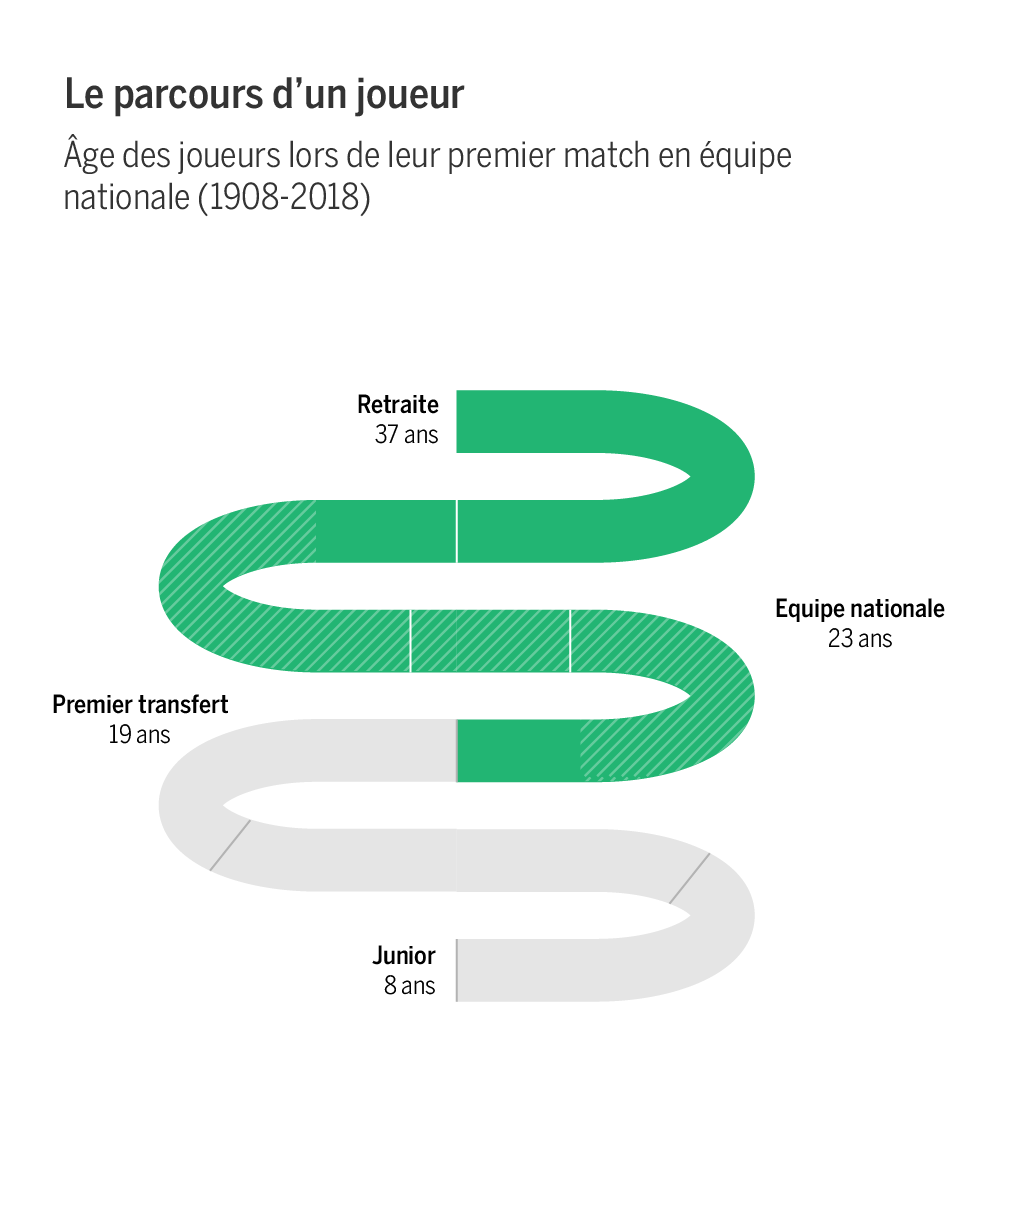 Le parcours d’un joueur
Âge des joueurs lors de leur premier match en équipe
nationale (1908-2018)
Retraite
37 ans
Equipe nationale
23 ans
Premier transfert
19 ans
Junior
8 ans